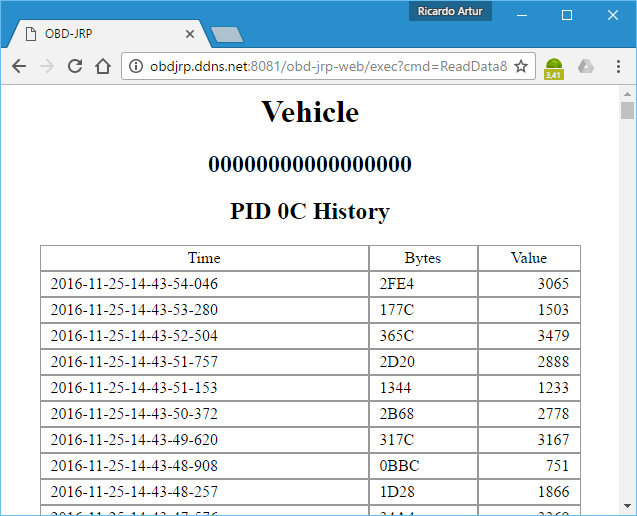 Ricardo Artur
OBD-JRP
obdjrp.ddns.net:8081/obd-jrp-web/exec?cmd=ReadData&
3,41
Vehicle
00000000000000000
PID 0C History
Time Bytes Value
2016-11-25-14-43-54-046 2FE4 3065
2016-11-25-14-43-53-280 177C 1503
2016-11-25-14-43-52-504 365C 3479
2016-11-25-14-43-51-757 2D20 2888
2016-11-25-14-43-51-153 1344 1233
2016-11-25-14-43-50-372 2B68 2778
2016-11-25-14-43-49-620 317C 3167
2016-11-25-14-43-48-908 0BBC 751
2016-11-25-14-43-48-257 1D28 1866